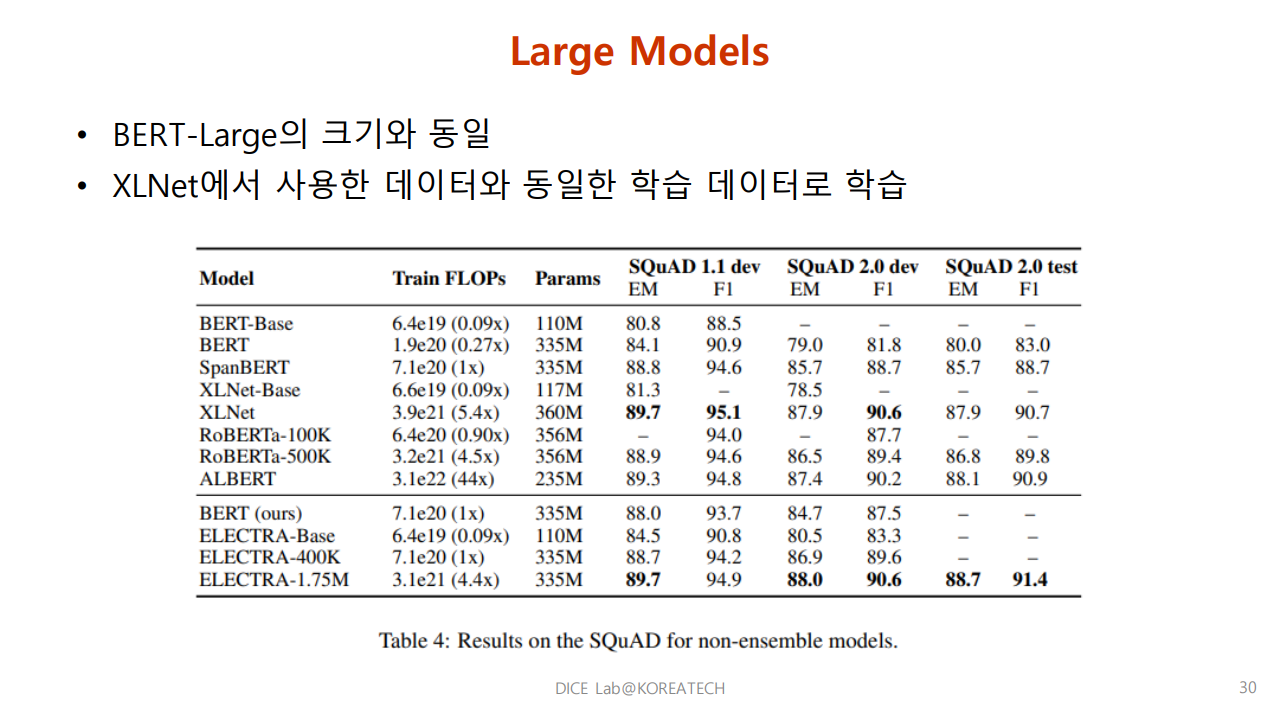 Large Models
• BERT-Large의 크기와 동일
• XLNet에서 사용한 데이터와 동일한 학습 데이터로 학습
Model Train FLOPs Params SQuAD 1.1 dev SQuAD 2.0 dev SQuAD 2.0 test
EM F1 EM F1 EM F1
BERT-Base 6.4e19 (0.09x) 110M 80.8 88.5 – – – –
BERT 1.9e20 (0.27x) 335M 84.1 90.9 79.0 81.8 80.0 83.0
SpanBERT 7.1e20 (1x) 335M 88.8 94.6 85.7 88.7 85.7 88.7
XLNet-Base 6.6e19 (0.09x) 117M 81.3 – 78.5 – – –
XLNet 3.9e21 (5.4x) 360M 89.7 95.1 87.9 90.6 87.9 90.7
RoBERTa-100K 6.4e20 (0.90x) 356M – 94.0 – 87.7 – –
RoBERTa-500K 3.2e21 (4.5x) 356M 88.9 94.6 86.5 89.4 86.8 89.8
ALBERT 3.1e22 (44x) 235M 89.3 94.8 87.4 90.2 88.1 90.9
BERT (ours) 7.1e20 (1x) 335M 88.0 93.7 84.7 87.5 – –
ELECTRA-Base 6.4e19 (0.09x) 110M 84.5 90.8 80.5 83.3 – –
ELECTRA-400K 7.1e20 (1x) 335M 88.7 94.2 86.9 89.6 – –
ELECTRA-1.75M 3.1e21 (4.4x) 335M 89.7 94.9 88.0 90.6 88.7 91.4
Table 4: Results on the SQuAD for non-ensemble models.
DICE Lab@KOREATECH
30